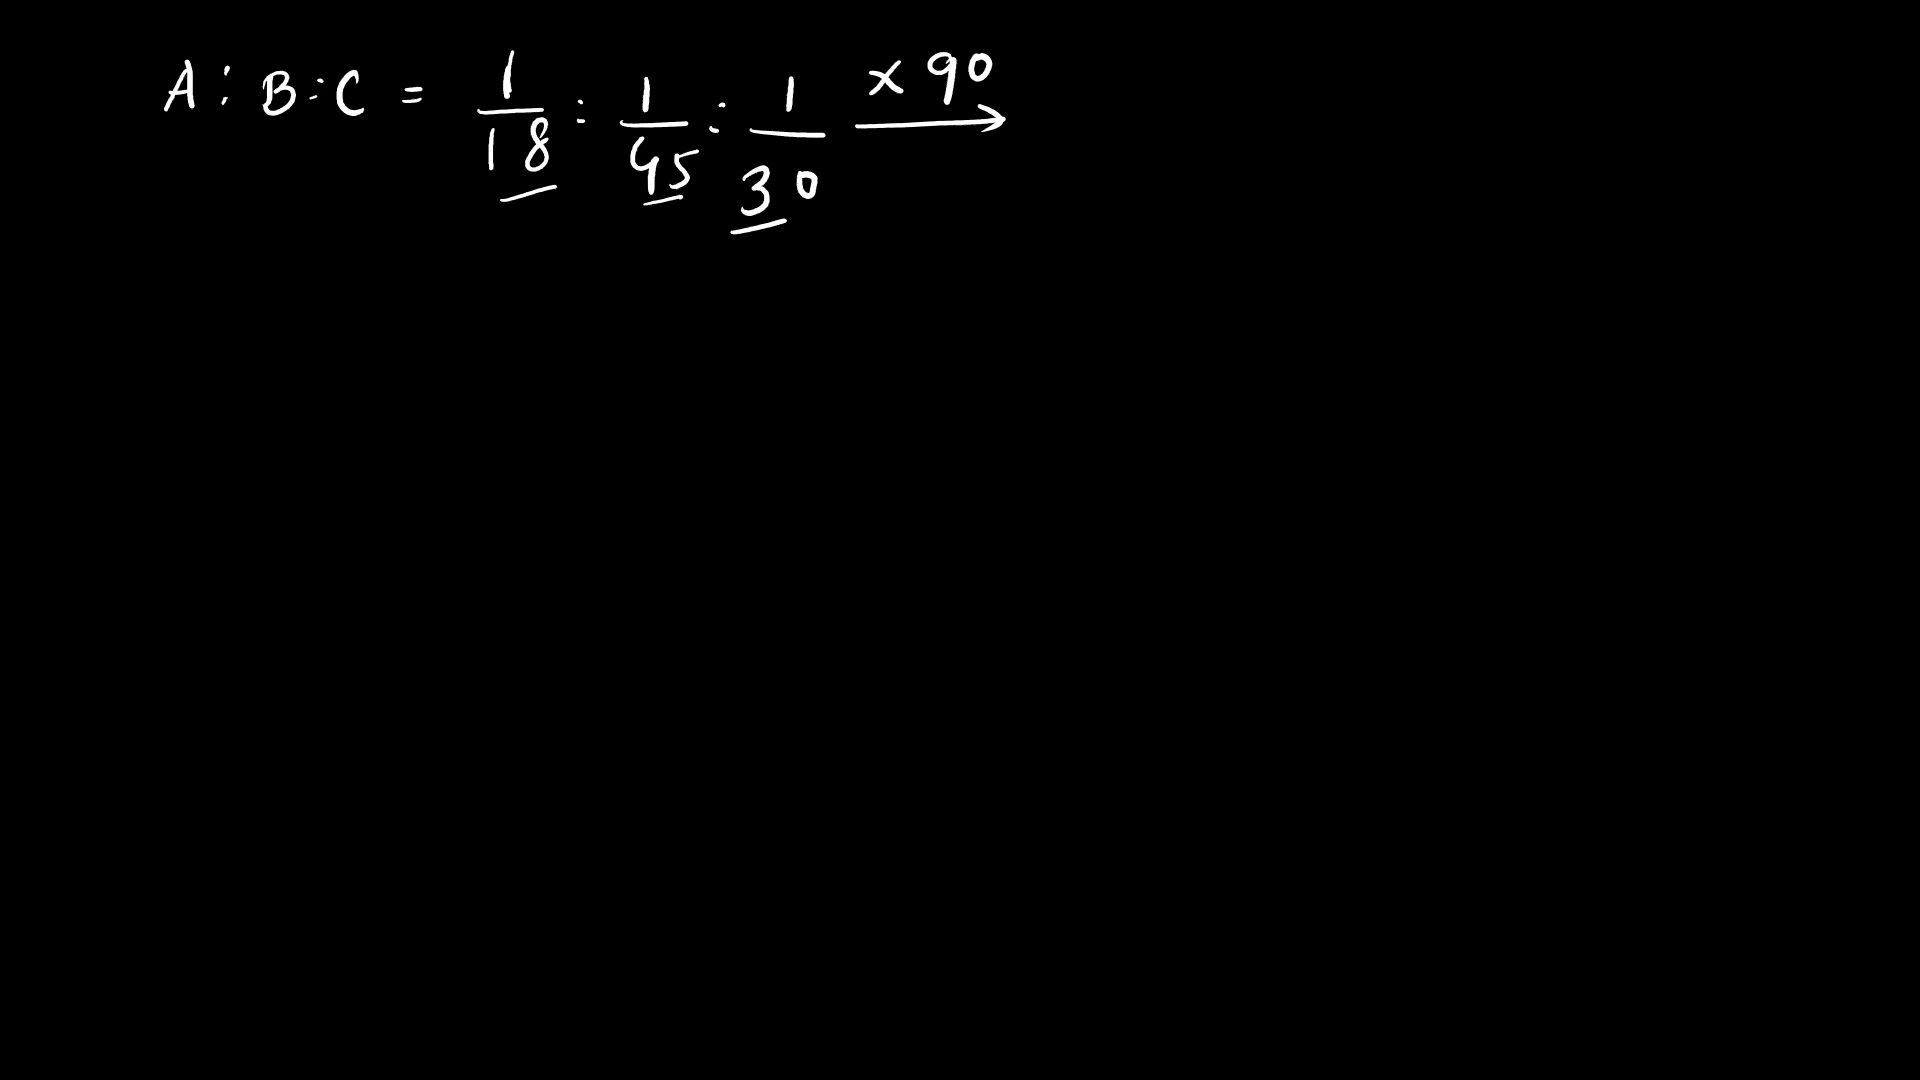 A : B : C = 1/18 : 1/45 : 1/30 × 90 →